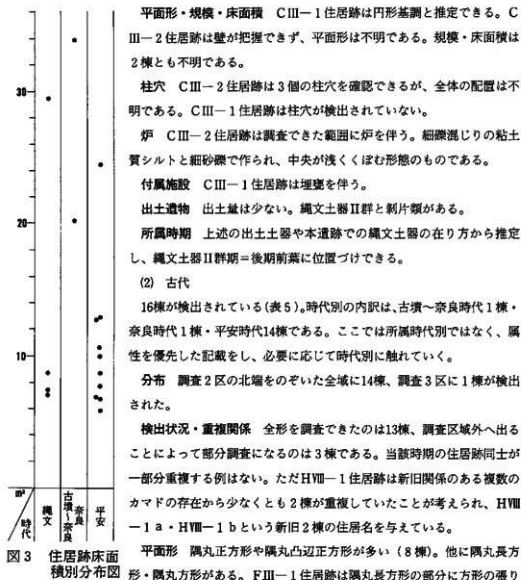 平面形・規模・床面積　CⅢ－1住居跡は円形基調と推定できる。C
Ⅲ－2住居跡は壁が把握できず、平面形は不明である。規模・床面積は
2棟とも不明である。
柱穴　CⅢ－2住居跡は3個の柱穴を確認できるが、全体の配置は不
明である。CⅢ－1住居跡は柱穴が検出されていない。
炉　CⅢ－2住居跡は調査できた範囲に炉を伴う。細礫混じりの粘土
質シルトと細砂礫で作られ、中央が浅くくぼむ形態のものである。
付属施設　CⅢ－1住居跡は埋甕を伴う。
出土遺物　出土量は少ない。縄文土器Ⅱ群と剥片類がある。
所属時期　上述の出土土器や本遺跡での縄文土器の在り方から推定
し、縄文土器Ⅱ群期＝後期前葉に位置づけできる。
(2) 古代
16棟が検出されている(表5)。時代別の内訳は、古墳～奈良時代1棟・
奈良時代1棟・平安時代14棟である。ここでは所属時代別ではなく、属
性を優先した記載をし、必要に応じて時代別に触れていく。
分布　調査2区の北端をのぞいた全域に14棟、調査3区に1棟が検出
された。
検出状況・重複関係　全形を調査できたのは13棟、調査区域外へ出る
ことによって部分調査になるのは3棟である。当該時期の住居跡同士が
一部分重複する例はない。ただHⅧ－1住居跡は新旧関係のある複数の
カマドの存在から少なくとも2棟が重複していたことが考えられ、HⅧ
－1a・HⅧ－1bという新旧2棟の住居名を与えている。
平面形　隅丸正方形や隅丸凸辺正方形が多い（8棟）。他に隅丸長方
形・隅丸方形がある。FⅢ－1住居跡は隅丸長方形の部分に方形の張り
30
20
10
m²
時代
縄文
古墳～奈良
奈良
平安
図3　住居跡床面
積別分布図